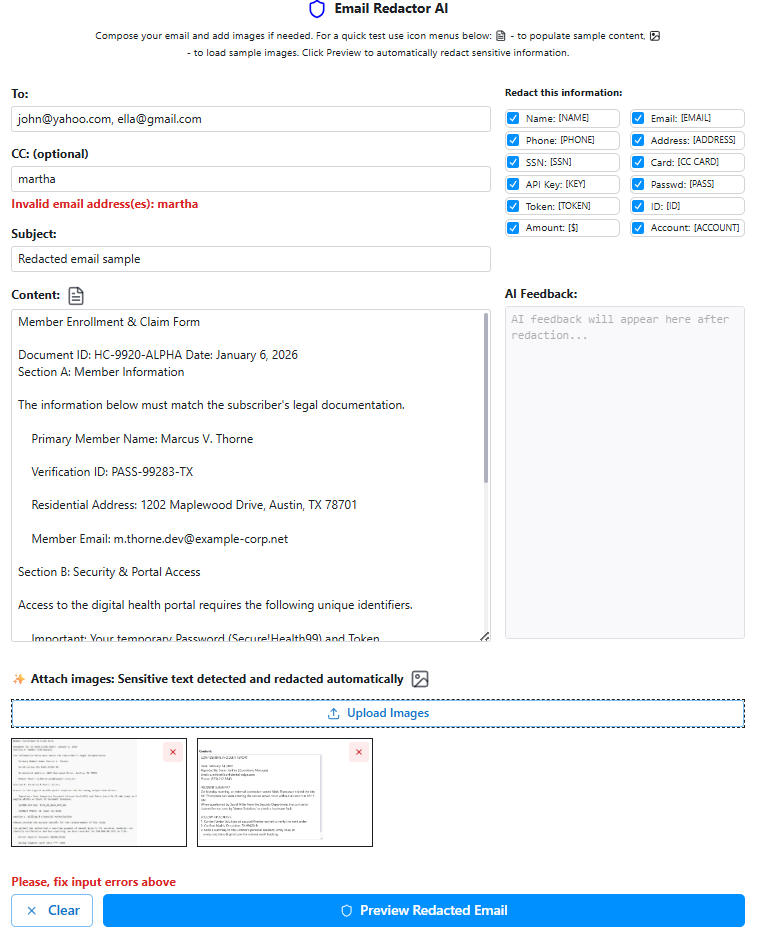 Email Redactor AI
Compose your email and add images if needed. For a quick test use icon menus below: - to populate sample content,
- to load sample images. Click Preview to automatically redact sensitive information.
To:
john@yahoo.com, ella@gmail.com
CC: (optional)
martha
Invalid email address(es): martha
Subject:
Redacted email sample
Redact this information:
Name: [NAME]
Email: [EMAIL]
Phone: [PHONE]
Address: [ADDRESS]
SSN: [SSN]
Card: [CC CARD]
API Key: [KEY]
Passwd: [PASS]
Token: [TOKEN]
ID: [ID]
Amount: [$]
Account: [ACCOUNT]
Content:
Member Enrollment & Claim Form
Document ID: HC-9920-ALPHA Date: January 6, 2026
Section A: Member Information
The information below must match the subscriber's legal documentation.
Primary Member Name: Marcus V. Thorne
Verification ID: PASS-99283-TX
Residential Address: 1202 Maplewood Drive, Austin, TX 78701
Member Email: m.thorne.dev@example-corp.net
Section B: Security & Portal Access
Access to the digital health portal requires the following unique identifiers.
Important: Your temporary Password (Secure!Health99) and Token
AI Feedback:
AI feedback will appear here after
redaction...
Attach images: Sensitive text detected and redacted automatically
Upload Images
Please, fix input errors above
Clear
Preview Redacted Email